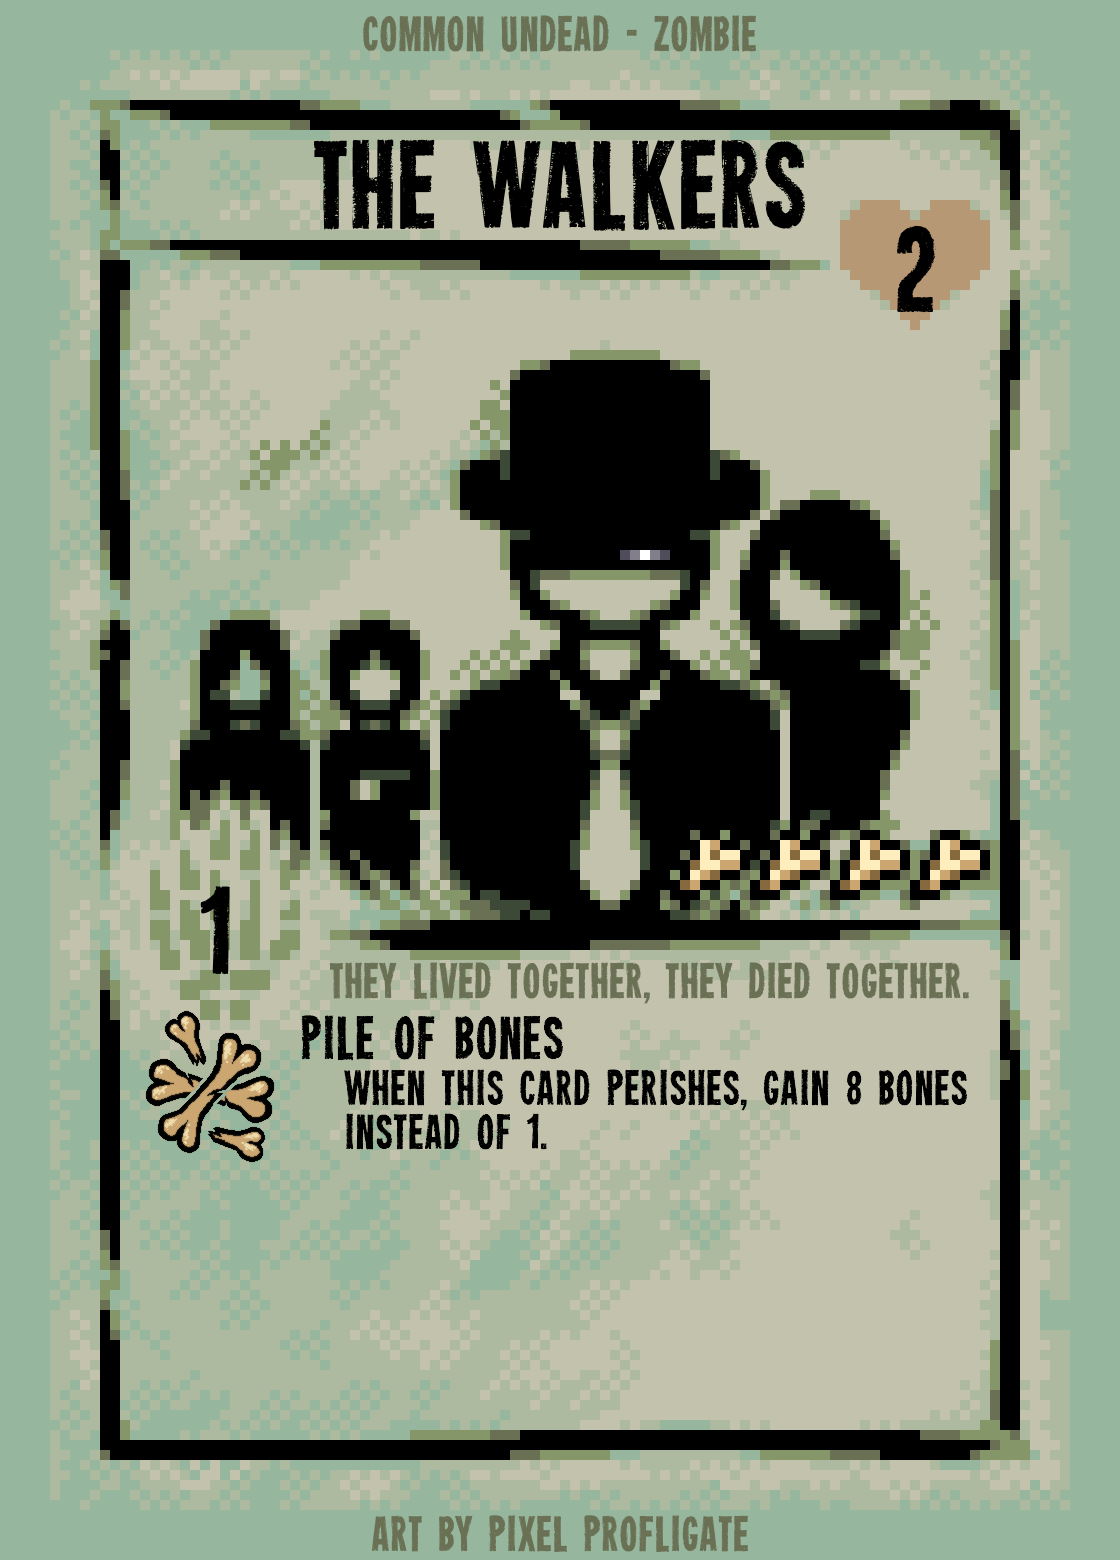 COMMON UNDEAD - ZOMBIE
THE WALKERS
2
1
THEY LIVED TOGETHER, THEY DIED TOGETHER.
PILE OF BONES
WHEN THIS CARD PERISHES, GAIN 8 BONES
INSTEAD OF 1.
ART BY PIXEL PROFLIGATE